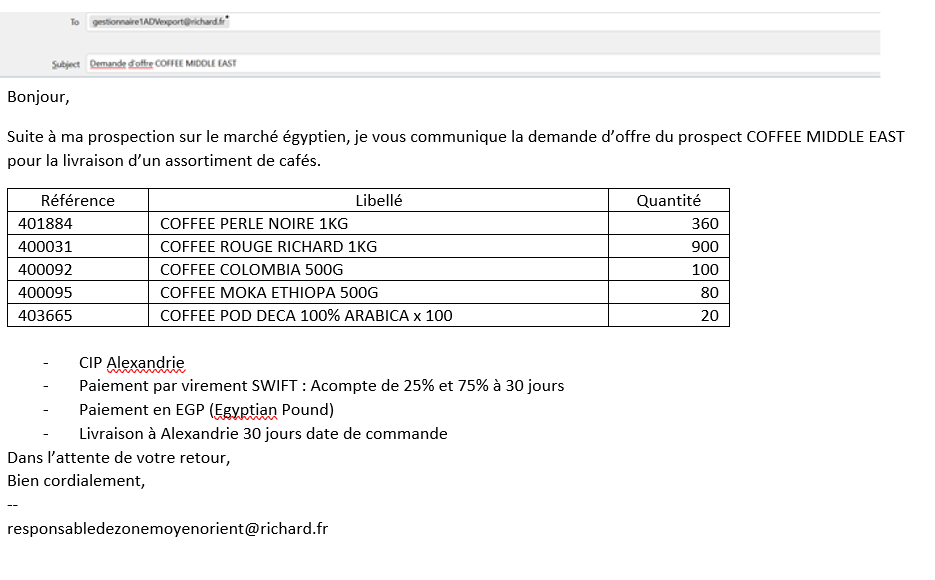 To gestionnaire1ADVexport@richard.fr
Subject Demande d'offre COFFEE MIDDLE EAST
Bonjour,
Suite à ma prospection sur le marché égyptien, je vous communique la demande d’offre du prospect COFFEE MIDDLE EAST
pour la livraison d’un assortiment de cafés.
Référence Libellé Quantité
401884 COFFEE PERLE NOIRE 1KG 360
400031 COFFEE ROUGE RICHARD 1KG 900
400092 COFFEE COLOMBIA 500G 100
400095 COFFEE MOKA ETHIOPA 500G 80
403665 COFFEE POD DECA 100% ARABICA x 100 20
- CIP Alexandrie
- Paiement par virement SWIFT : Acompte de 25% et 75% à 30 jours
- Paiement en EGP (Egyptian Pound)
- Livraison à Alexandrie 30 jours date de commande
Dans l’attente de votre retour,
Bien cordialement,
--
responsabledezonemoyenorient@richard.fr